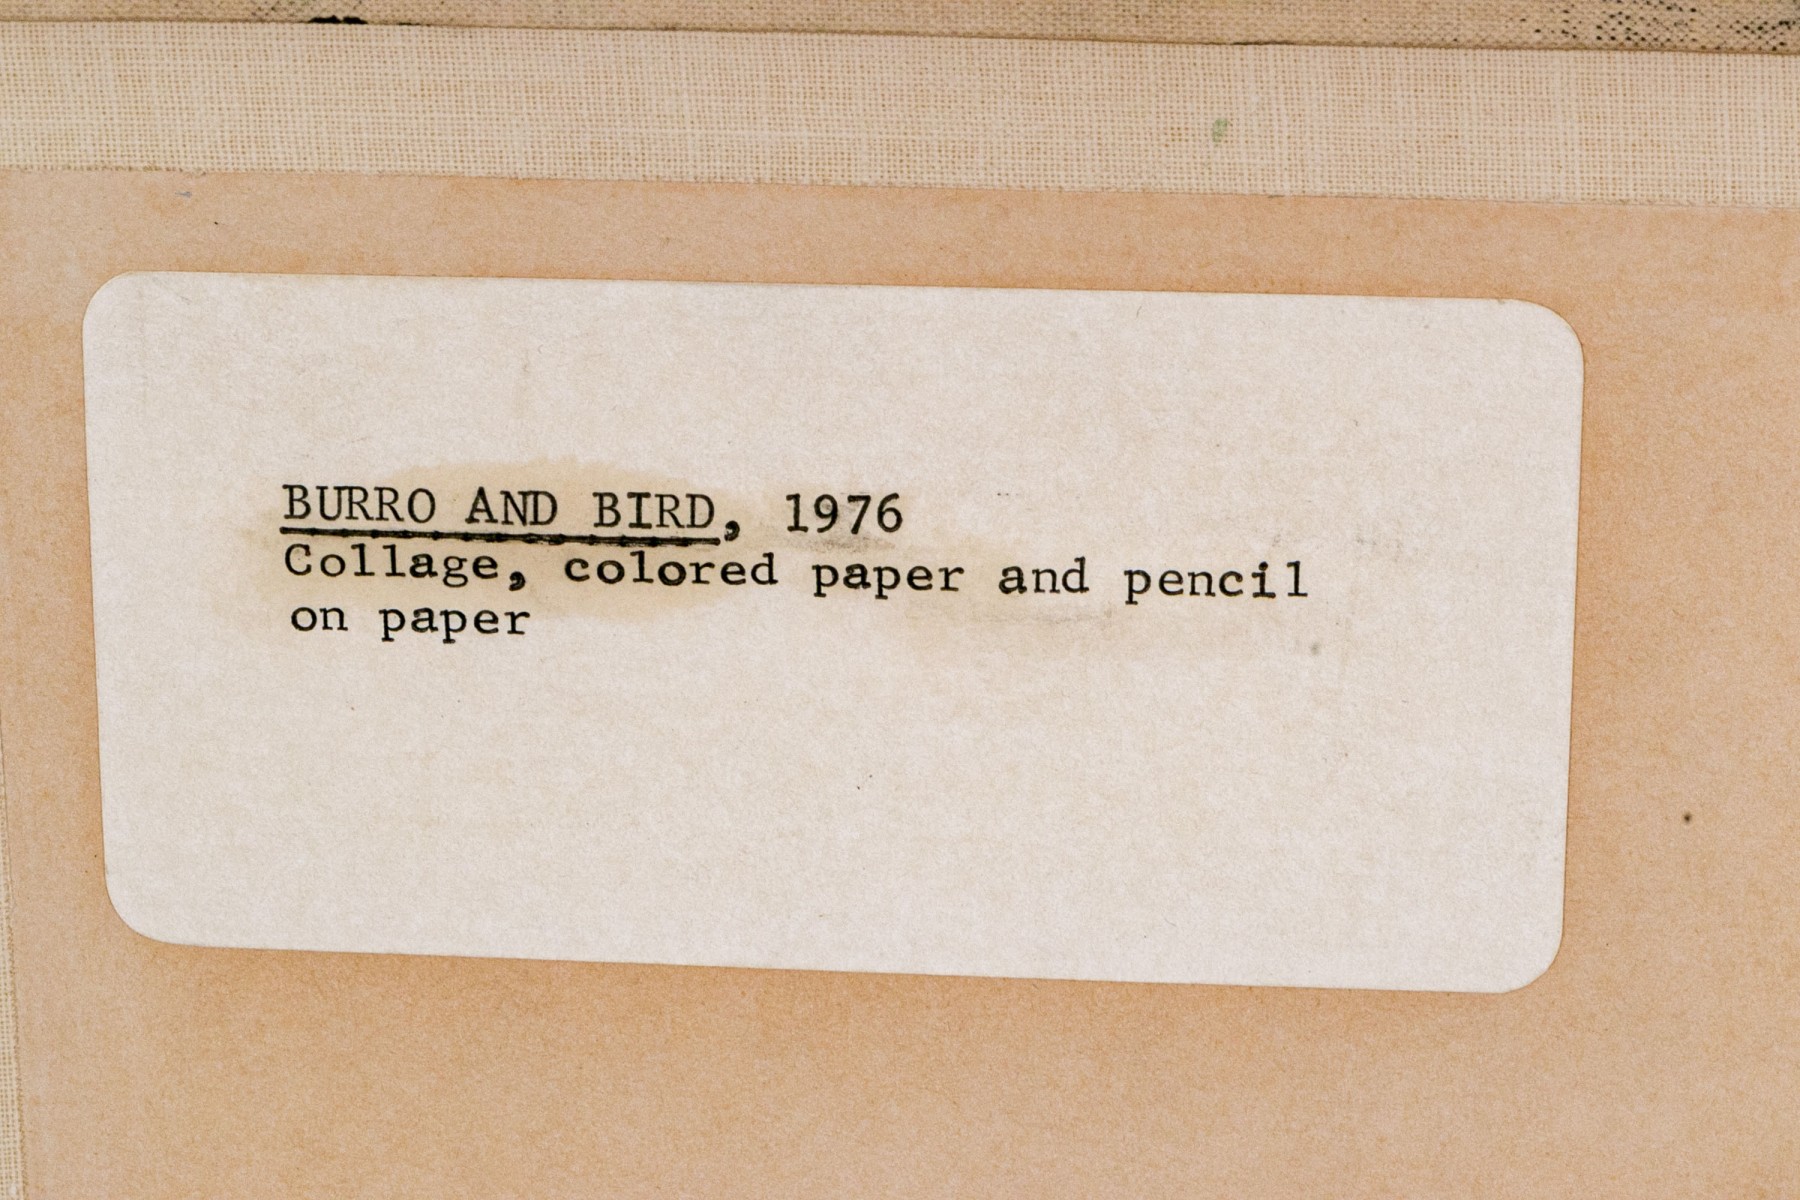 BURRO AND BIRD, 1976
Collage, colored paper and pencil
on paper